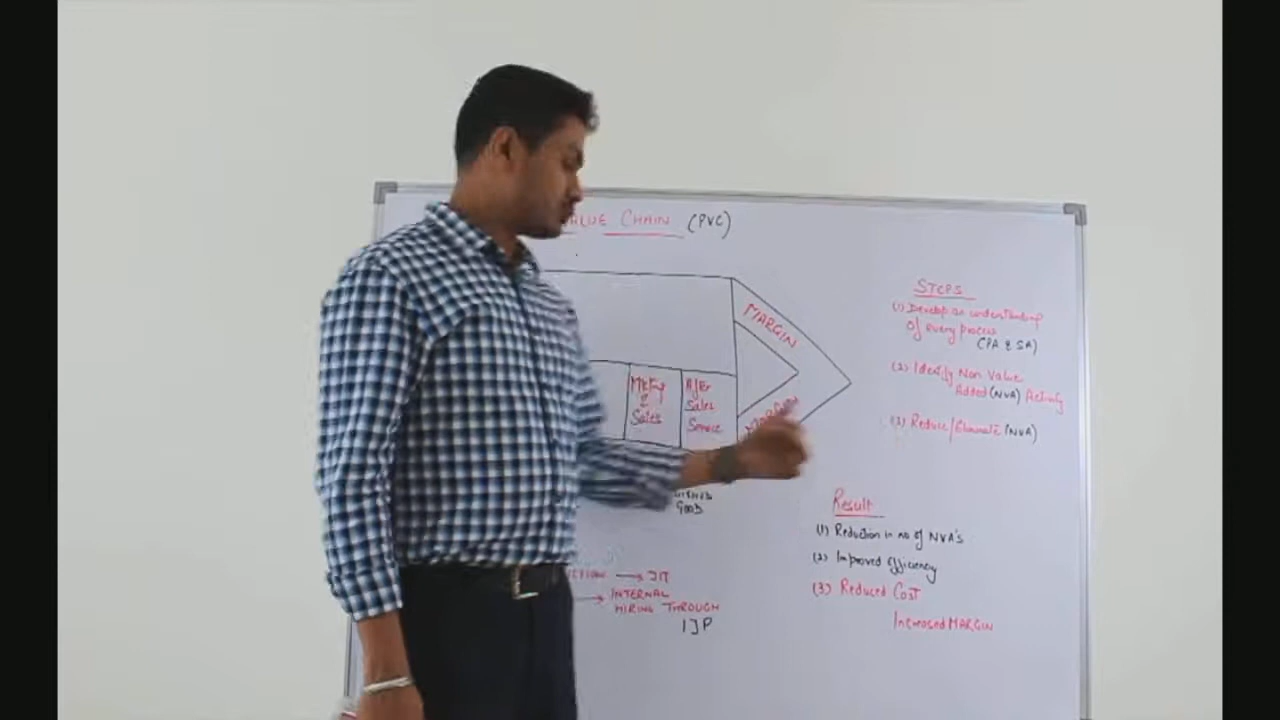 VALUE CHAIN (PVC)
MARGIN
MARGIN
Mktng
&
Sales
After
Sales
Service
GOOD
→ JIT
→ INTERNAL
HIRING THROUGH
IJP
STEPS
(1) Develop an understanding
of every process
(PA & SA)
(2) Identify Non Value
Added (NVA) Activity
(3) Reduce/Eliminate (NVA)
Result
(1) Reduction in no of NVA's
(2) Improved efficiency
(3) Reduced Cost
Increased MARGIN